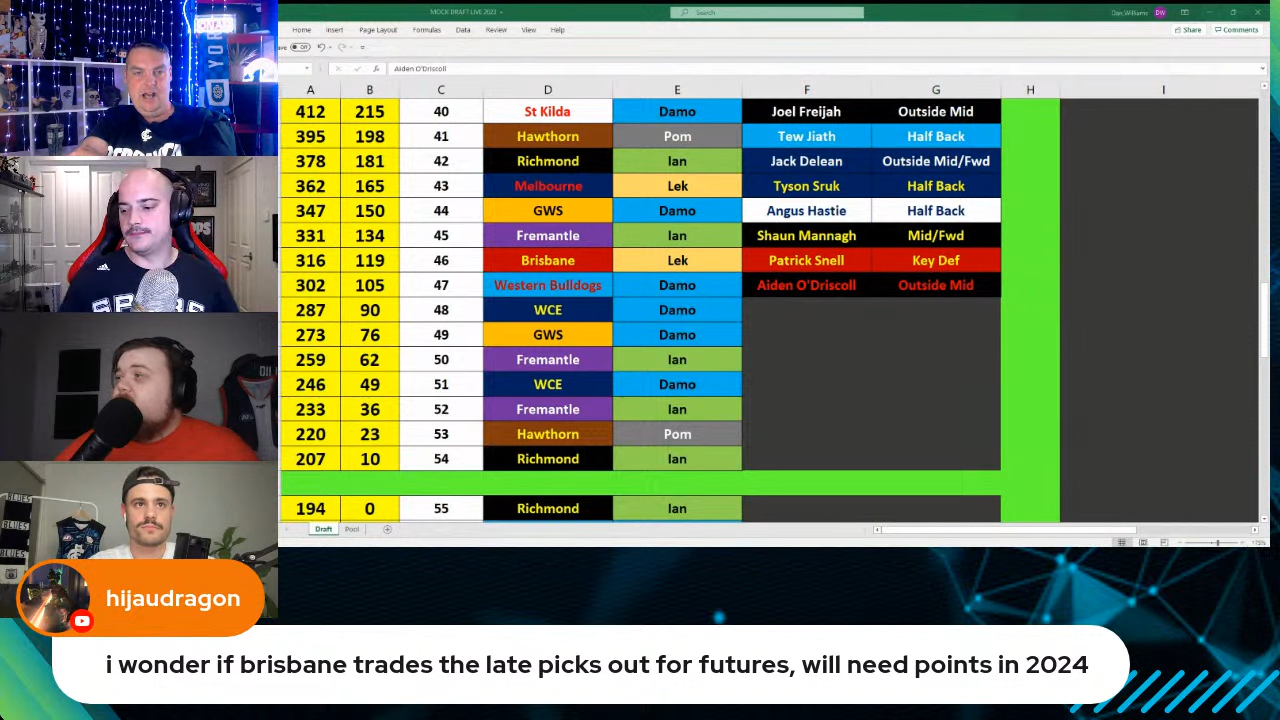 MOCK DRAFT LIVE 2023
Search
Dan Williams DW
Home Insert Page Layout Formulas Data Review View Help
Share Comments
Off
Aiden O'Driscoll
A B C D E F G H I
412 215 40 St Kilda Damo Joel Freijah Outside Mid
395 198 41 Hawthorn Pom Tew Jiath Half Back
378 181 42 Richmond Ian Jack Delean Outside Mid/Fwd
362 165 43 Melbourne Lek Tyson Sruk Half Back
347 150 44 GWS Damo Angus Hastie Half Back
331 134 45 Fremantle Ian Shaun Mannagh Mid/Fwd
316 119 46 Brisbane Lek Patrick Snell Key Def
302 105 47 Western Bulldogs Damo Aiden O'Driscoll Outside Mid
287 90 48 WCE Damo
273 76 49 GWS Damo
259 62 50 Fremantle Ian
246 49 51 WCE Damo
233 36 52 Fremantle Ian
220 23 53 Hawthorn Pom
207 10 54 Richmond Ian
194 0 55 Richmond Ian
Draft Pool
hijaudragon
i wonder if brisbane trades the late picks out for futures, will need points in 2024